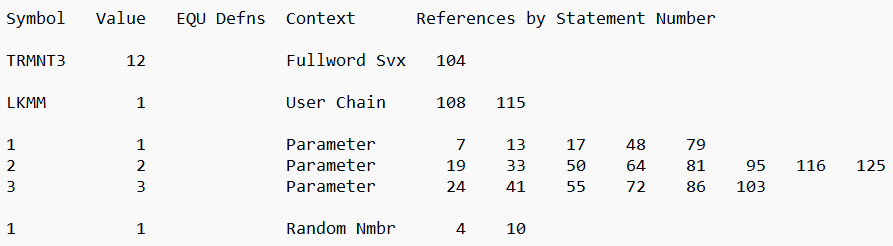 Symbol Value EQU Defns Context References by Statement Number
TRMNT3 12 Fullword Svx 104
LKMM 1 User Chain 108 115
1 1 Parameter 7 13 17 48 79
2 2 Parameter 19 33 50 64 81 95 116 125
3 3 Parameter 24 41 55 72 86 103
1 1 Random Nmbr 4 10